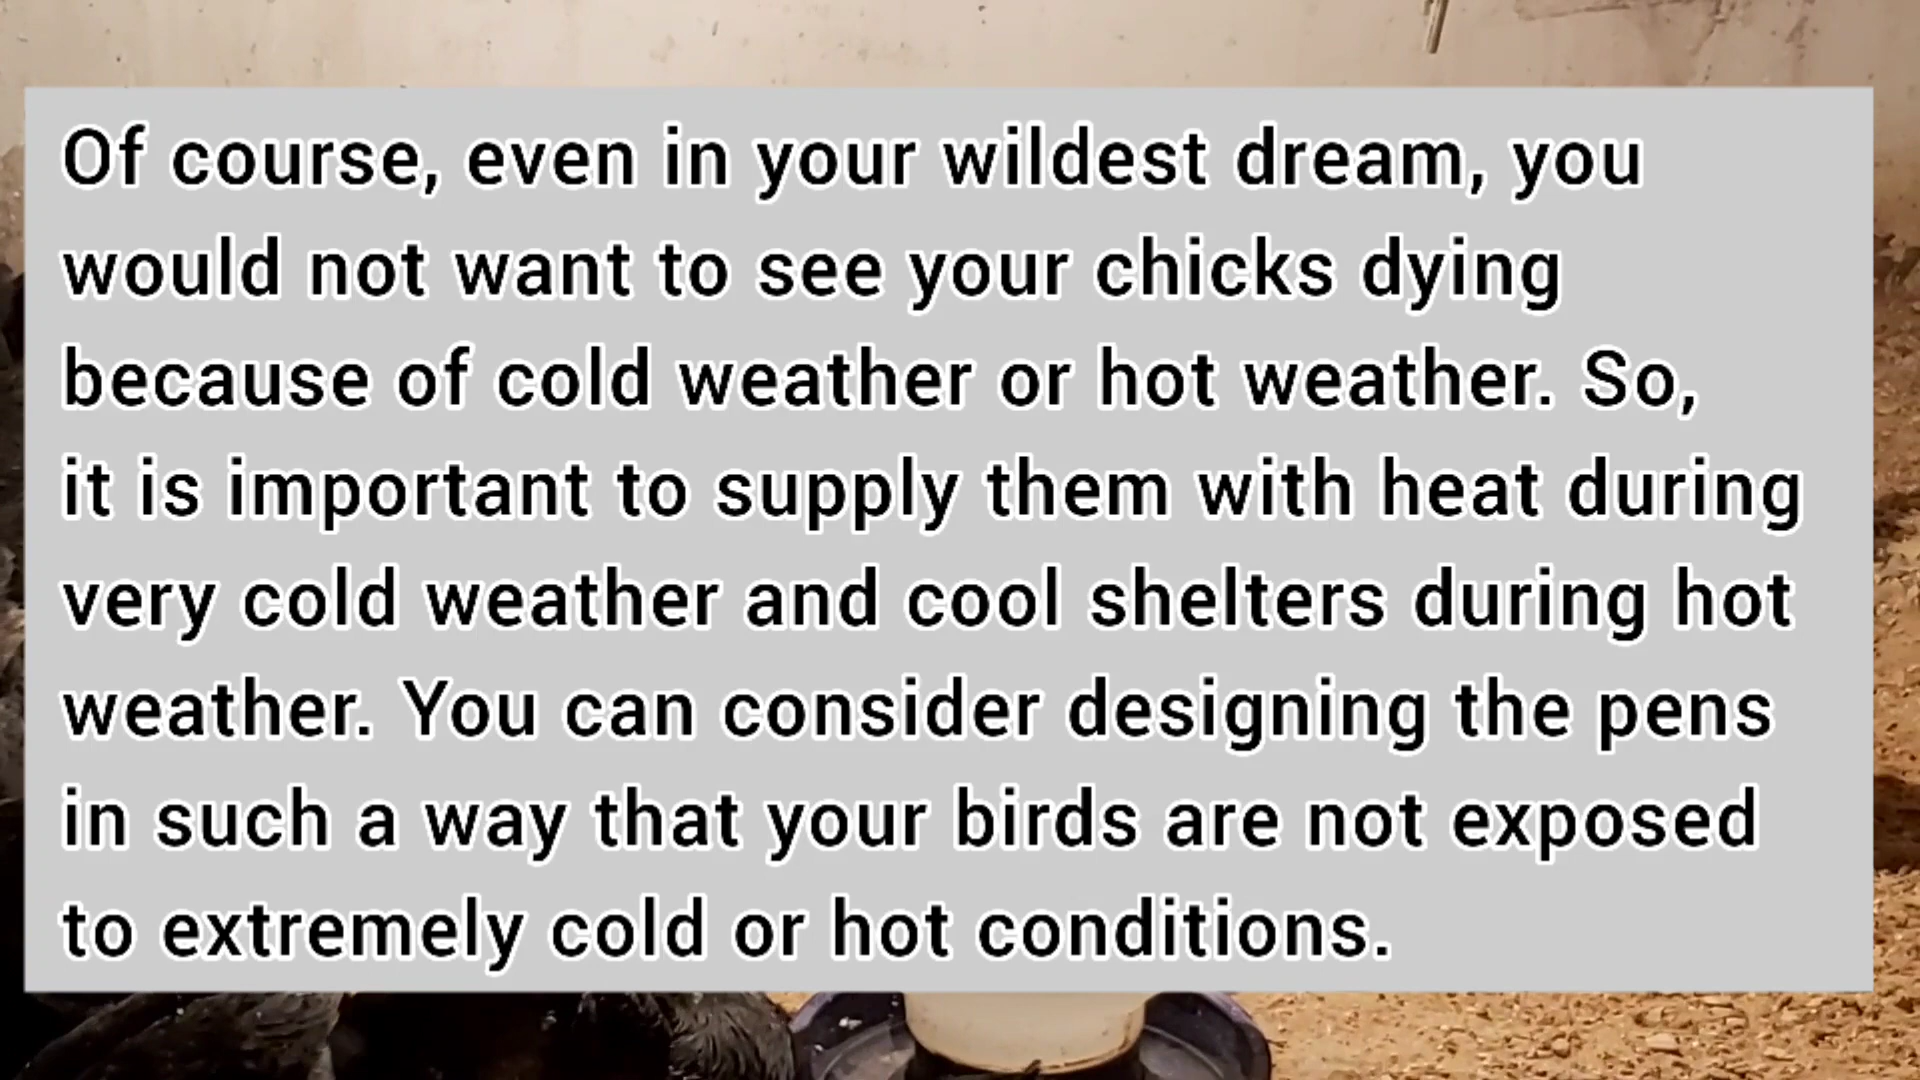 Of course, even in your wildest dream, you
would not want to see your chicks dying
because of cold weather or hot weather. So,
it is important to supply them with heat during
very cold weather and cool shelters during hot
weather. You can consider designing the pens
in such a way that your birds are not exposed
to extremely cold or hot conditions.